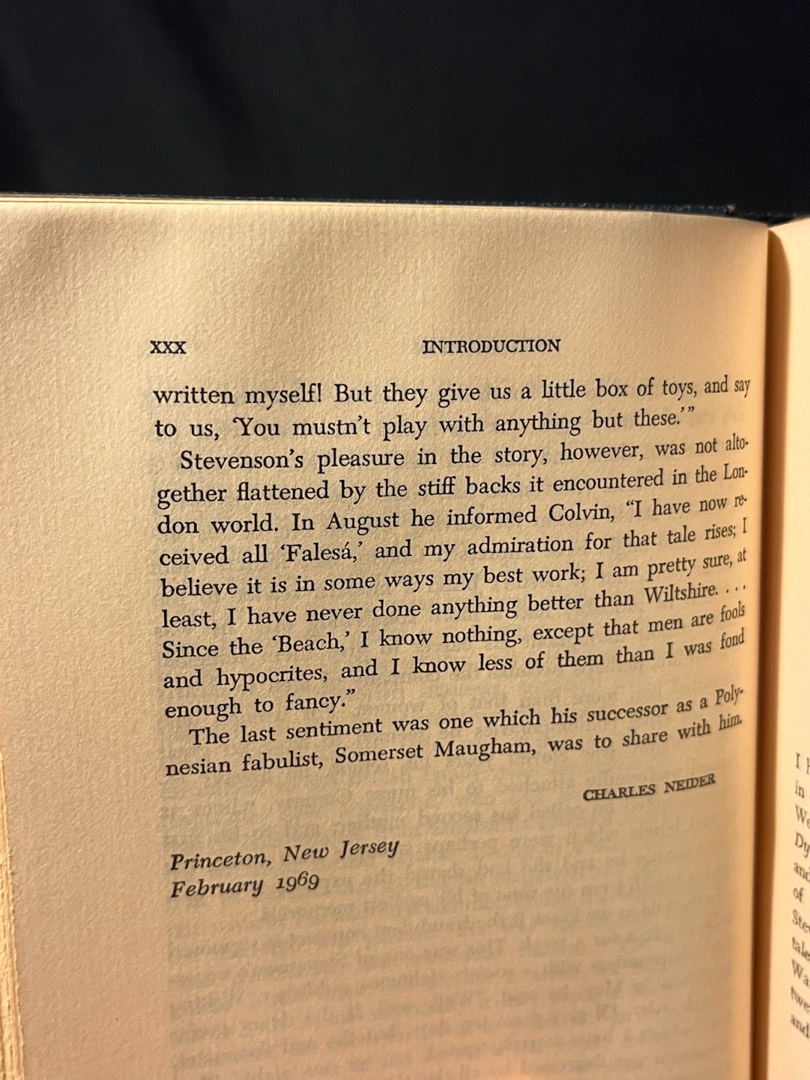 XXX INTRODUCTION
written myself! But they give us a little box of toys, and say
to us, ‘You mustn’t play with anything but these.’”
Stevenson’s pleasure in the story, however, was not alto-
gether flattened by the stiff backs it encountered in the Lon-
don world. In August he informed Colvin, “I have now re-
ceived all ‘Falesá,’ and my admiration for that tale rises; I
believe it is in some ways my best work; I am pretty sure, at
least, I have never done anything better than Wiltshire. . . .
Since the ‘Beach,’ I know nothing, except that men are fools
and hypocrites, and I know less of them than I was fond
enough to fancy.”
The last sentiment was one which his successor as a Poly-
nesian fabulist, Somerset Maugham, was to share with him.
CHARLES NEIDER
Princeton, New Jersey
February 1969
I
in
and
of
and